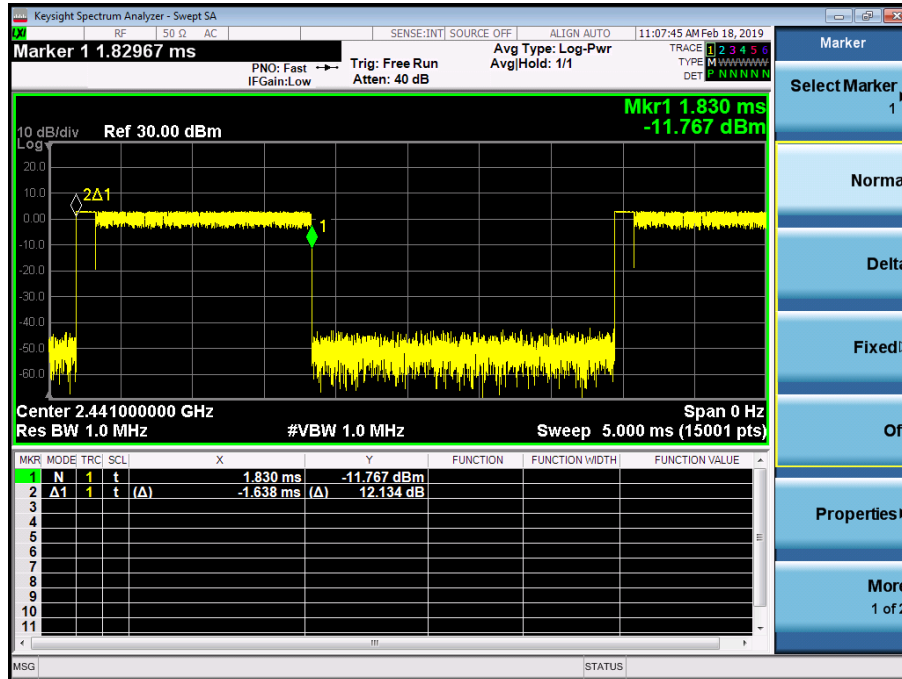 Keysight Spectrum Analyzer - Swept SA
LXI RF 50 Ω AC SENSE:INT SOURCE OFF ALIGN AUTO 11:07:45 AM Feb 18, 2019
Marker 1 1.82967 ms
PNO: Fast
IFGain:Low
Trig: Free Run
Atten: 40 dB
Avg Type: Log-Pwr
Avg|Hold: 1/1
TRACE 1 2 3 4 5 6
TYPE M WWWWW
DET P N N N N N
Mkr1 1.830 ms
-11.767 dBm
10 dB/div Ref 30.00 dBm
Log
20.0
10.0
0.00
-10.0
-20.0
-30.0
-40.0
-50.0
-60.0
2Δ1
1
Center 2.441000000 GHz Span 0 Hz
Res BW 1.0 MHz #VBW 1.0 MHz Sweep 5.000 ms (15001 pts)
MKR MODE TRC SCL X Y FUNCTION FUNCTION WIDTH FUNCTION VALUE
1 N 1 t 1.830 ms -11.767 dBm
2 Δ1 1 t (Δ) -1.638 ms (Δ) 12.134 dB
3
4
5
6
7
8
9
10
11
MSG STATUS
Marker
Select Marker
1
Norma
Delta
Fixed
Of
Properties
More
1 of 2